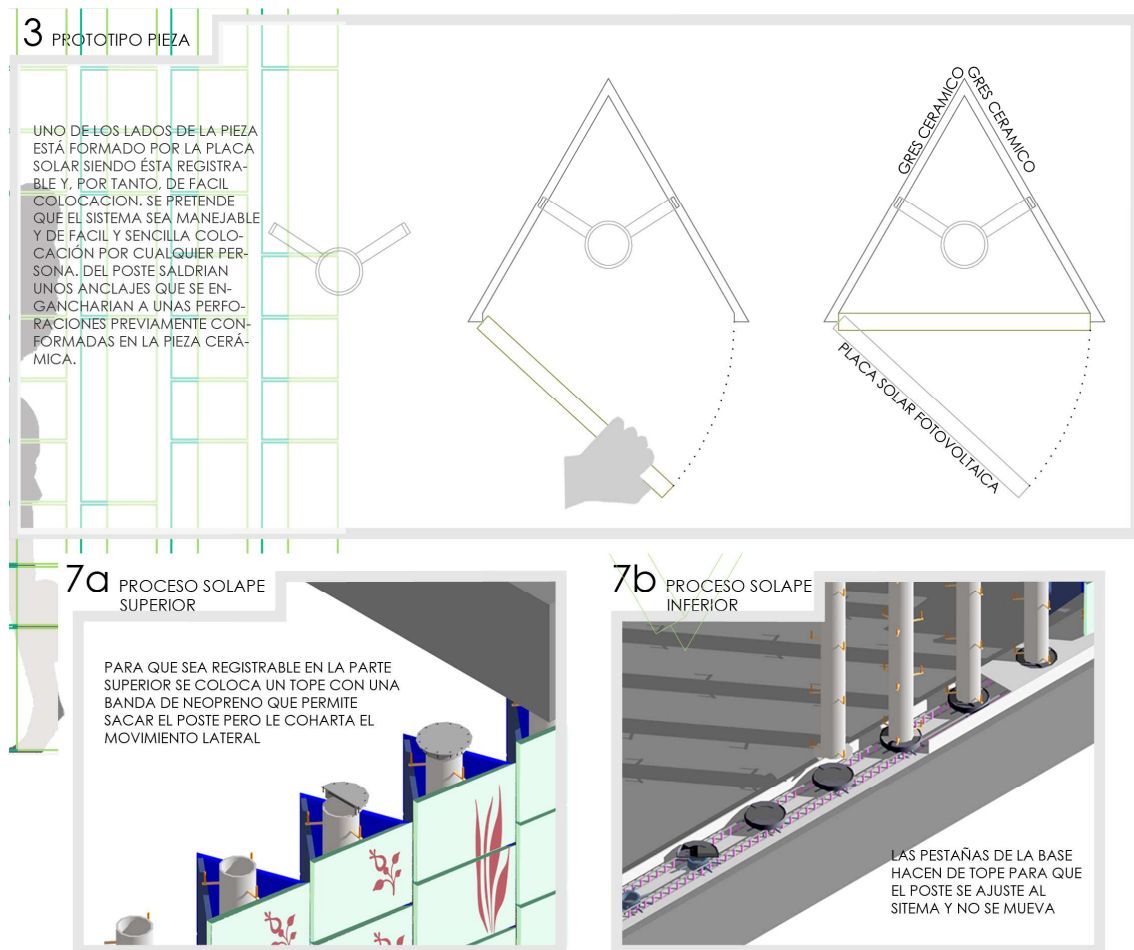 3 PROTOTIPO PIEZA
UNO DE LOS LADOS DE LA PIEZA
ESTÁ FORMADO POR LA PLACA
SOLAR SIENDO ÉSTA REGISTRA-
BLE Y, POR TANTO, DE FACIL
COLOCACION. SE PRETENDE
QUE EL SISTEMA SEA MANEJABLE
Y DE FACIL Y SENCILLA COLO-
CACIÓN POR CUALQUIER PER-
SONA. DEL POSTE SALDRIAN
UNOS ANCLAJES QUE SE EN-
GANCHARIAN A UNAS PERFO-
RACIONES PREVIAMENTE CON-
FORMADAS EN LA PIEZA CERÁ-
MICA.
GRES CERAMICO
GRES CERAMICO
PLACA SOLAR FOTOVOLTAICA
7a PROCESO SOLAPE
SUPERIOR
PARA QUE SEA REGISTRABLE EN LA PARTE
SUPERIOR SE COLOCA UN TOPE CON UNA
BANDA DE NEOPRENO QUE PERMITE
SACAR EL POSTE PERO LE COHARTA EL
MOVIMIENTO LATERAL
7b PROCESO SOLAPE
INFERIOR
LAS PESTAÑAS DE LA BASE
HACEN DE TOPE PARA QUE
EL POSTE SE AJUSTE AL
SITEMA Y NO SE MUEVA